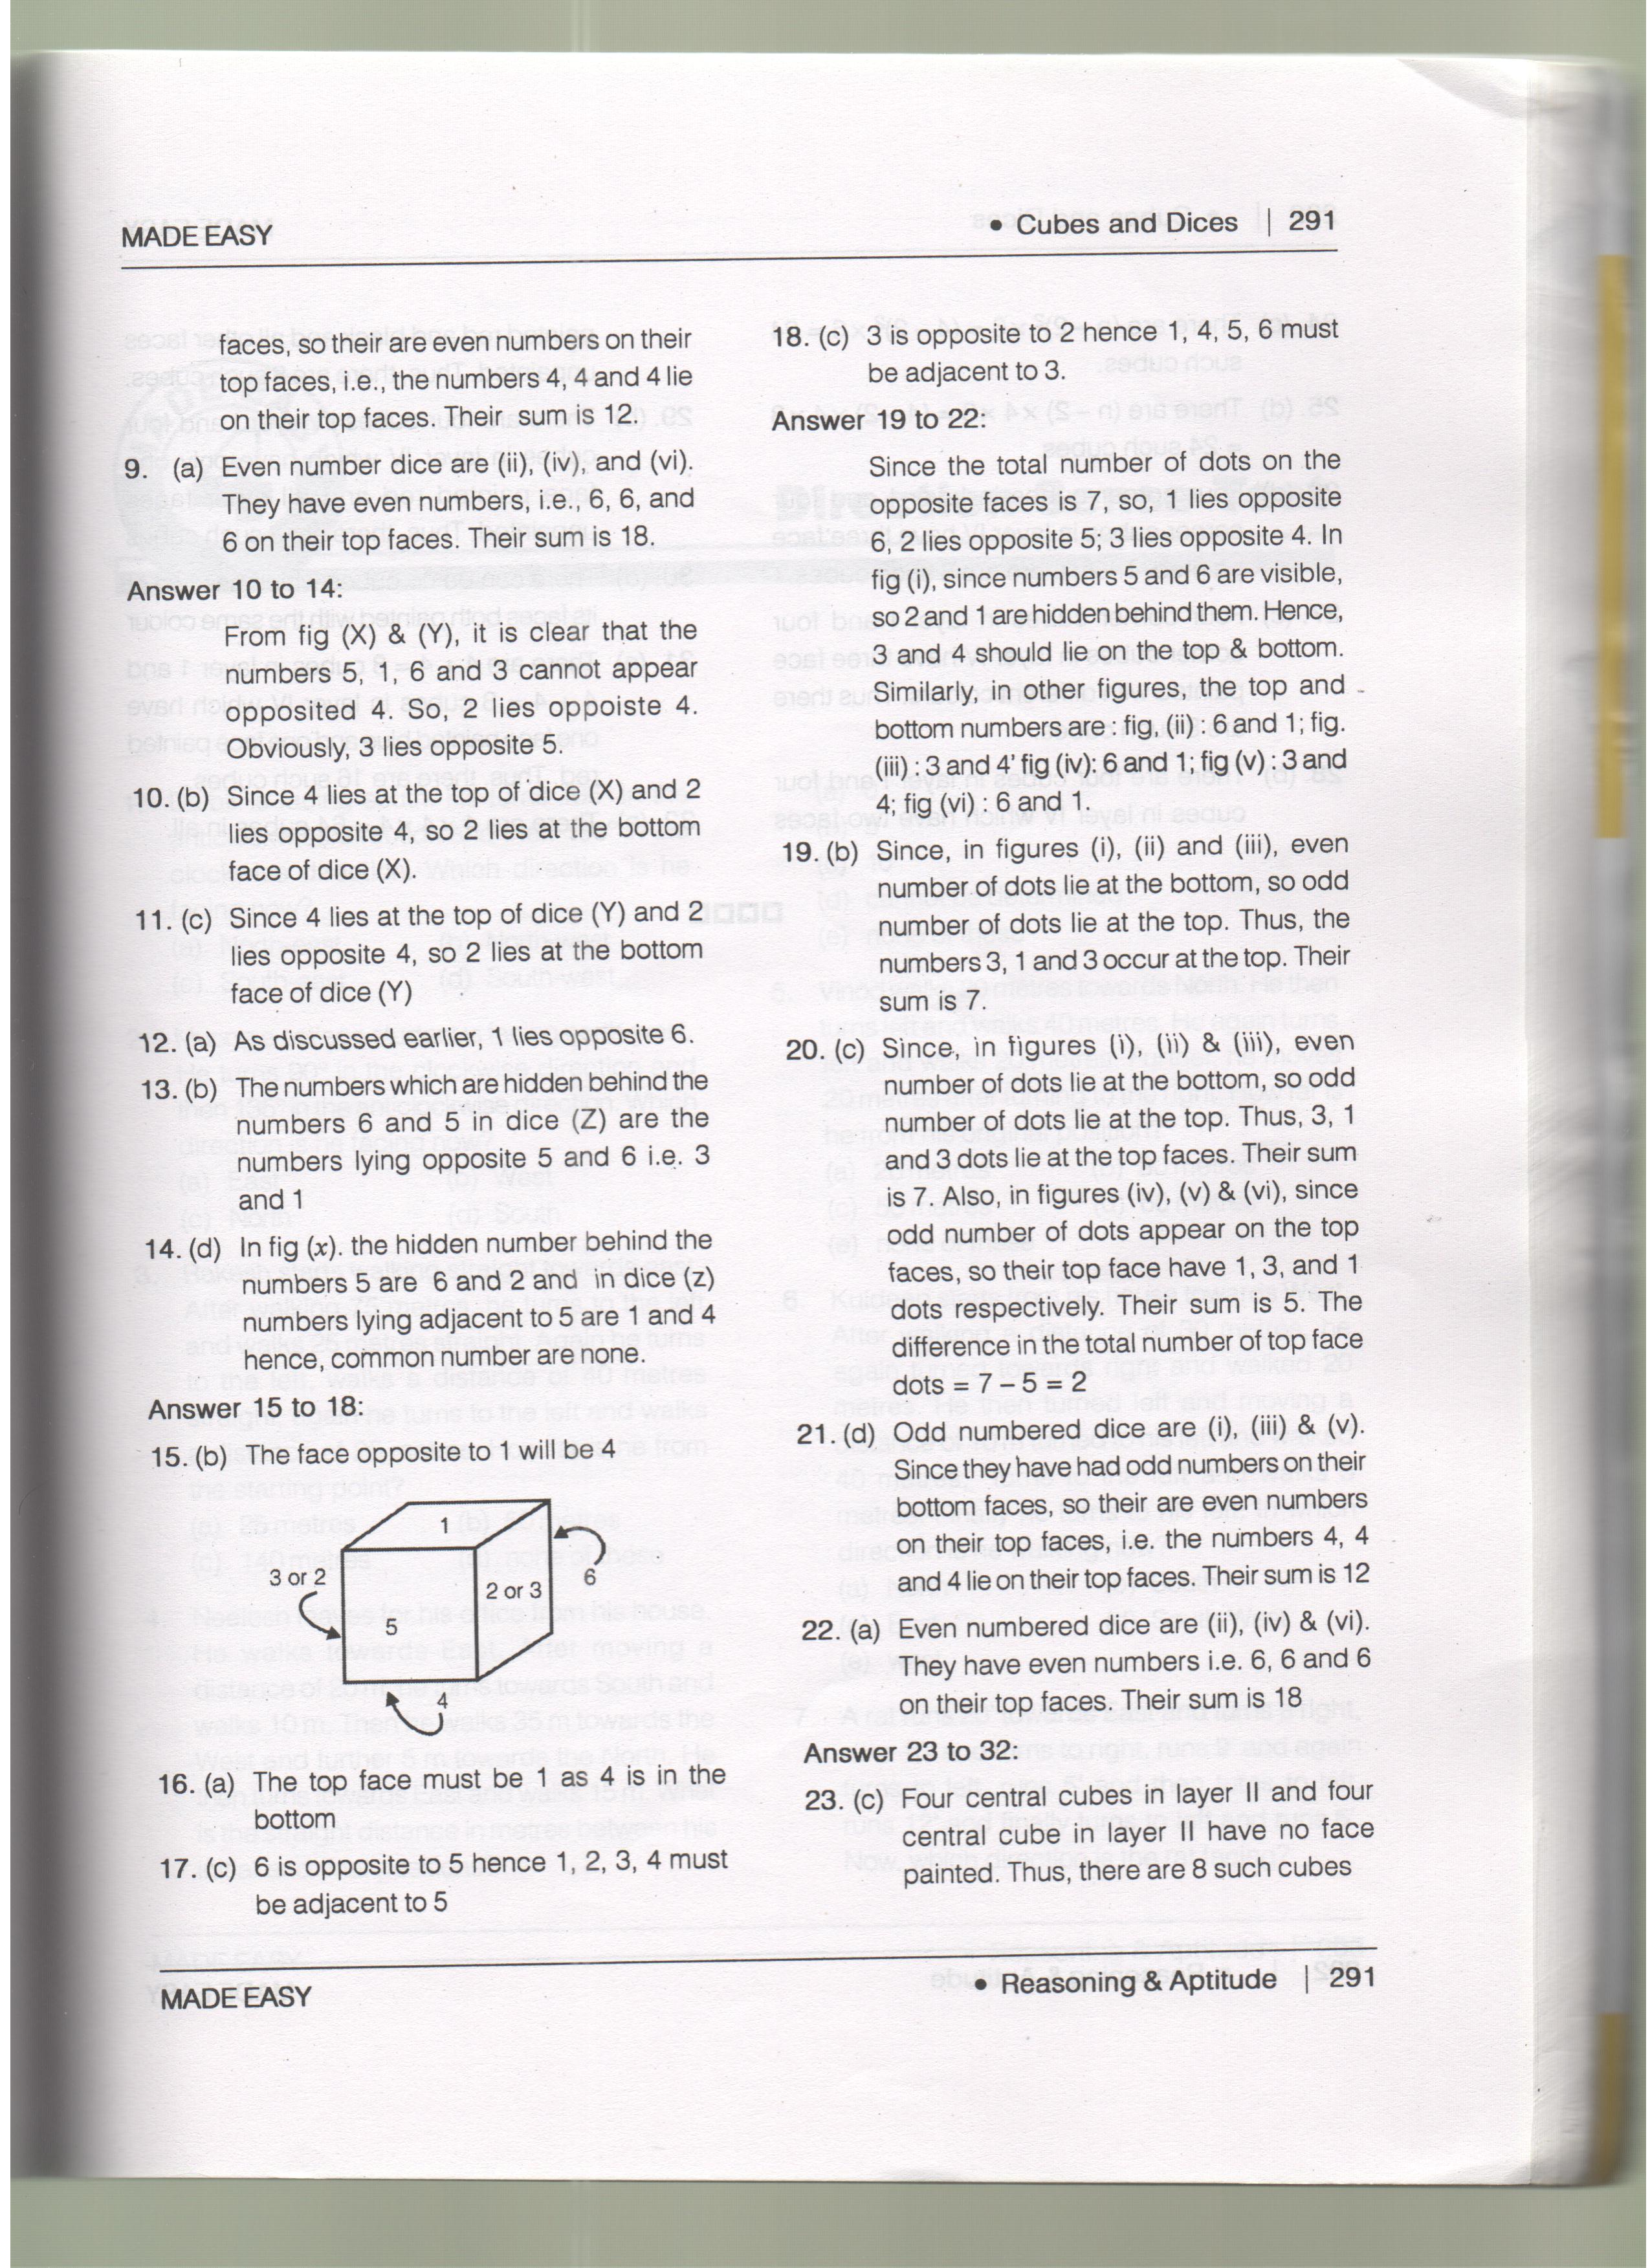 MADE EASY
• Cubes and Dices | 291
faces, so their are even numbers on their
top faces, i.e., the numbers 4, 4 and 4 lie
on their top faces. Their sum is 12.
9. (a) Even number dice are (ii), (iv), and (vi).
They have even numbers, i.e., 6, 6, and
6 on their top faces. Their sum is 18.
Answer 10 to 14:
From fig (X) & (Y), it is clear that the
numbers 5, 1, 6 and 3 cannot appear
opposited 4. So, 2 lies oppoiste 4.
Obviously, 3 lies opposite 5.
10. (b) Since 4 lies at the top of dice (X) and 2
lies opposite 4, so 2 lies at the bottom
face of dice (X).
11. (c) Since 4 lies at the top of dice (Y) and 2
lies opposite 4, so 2 lies at the bottom
face of dice (Y)
12. (a) As discussed earlier, 1 lies opposite 6.
13. (b) The numbers which are hidden behind the
numbers 6 and 5 in dice (Z) are the
numbers lying opposite 5 and 6 i.e. 3
and 1
14. (d) In fig (x). the hidden number behind the
numbers 5 are 6 and 2 and in dice (z)
numbers lying adjacent to 5 are 1 and 4
hence, common number are none.
Answer 15 to 18:
15. (b) The face opposite to 1 will be 4
1
3 or 2
2 or 3
6
5
4
16. (a) The top face must be 1 as 4 is in the
bottom
17. (c) 6 is opposite to 5 hence 1, 2, 3, 4 must
be adjacent to 5
18. (c) 3 is opposite to 2 hence 1, 4, 5, 6 must
be adjacent to 3.
Answer 19 to 22:
Since the total number of dots on the
opposite faces is 7, so, 1 lies opposite
6, 2 lies opposite 5; 3 lies opposite 4. In
fig (i), since numbers 5 and 6 are visible,
so 2 and 1 are hidden behind them. Hence,
3 and 4 should lie on the top & bottom.
Similarly, in other figures, the top and
bottom numbers are : fig, (ii) : 6 and 1; fig.
(iii) : 3 and 4' fig (iv): 6 and 1; fig (v) : 3 and
4; fig (vi) : 6 and 1.
19. (b) Since, in figures (i), (ii) and (iii), even
number of dots lie at the bottom, so odd
number of dots lie at the top. Thus, the
numbers 3, 1 and 3 occur at the top. Their
sum is 7.
20. (c) Since, in figures (i), (ii) & (iii), even
number of dots lie at the bottom, so odd
number of dots lie at the top. Thus, 3, 1
and 3 dots lie at the top faces. Their sum
is 7. Also, in figures (iv), (v) & (vi), since
odd number of dots appear on the top
faces, so their top face have 1, 3, and 1
dots respectively. Their sum is 5. The
difference in the total number of top face
dots = 7 – 5 = 2
21. (d) Odd numbered dice are (i), (iii) & (v).
Since they have had odd numbers on their
bottom faces, so their are even numbers
on their top faces, i.e. the numbers 4, 4
and 4 lie on their top faces. Their sum is 12
22. (a) Even numbered dice are (ii), (iv) & (vi).
They have even numbers i.e. 6, 6 and 6
on their top faces. Their sum is 18
Answer 23 to 32:
23. (c) Four central cubes in layer II and four
central cube in layer II have no face
painted. Thus, there are 8 such cubes
MADE EASY
• Reasoning & Aptitude | 291